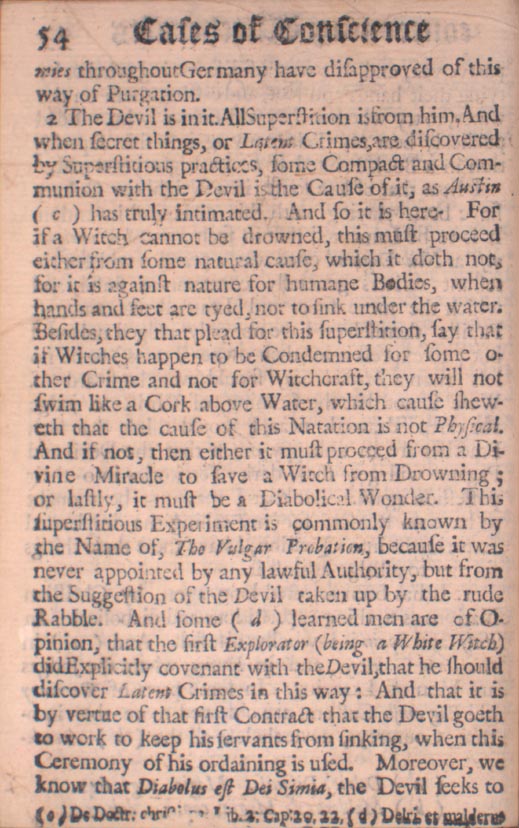 54 Caſes of Conſcience
mies throughout Germany have diſapproved of this
way of Purgation.
2 The Devil is in it. All Superſtition is from him. And
when ſecret things, or Latent Crimes, are diſcovered
by Superſtitious practices, ſome Compact and Com-
munion with the Devil is the Cauſe of it, as Auſtin
( c ) has truly intimated. And ſo it is here. For
if a Witch cannot be drowned, this muſt proceed
either from ſome natural cauſe, which it doth not,
for it is againſt nature for humane Bodies, when
hands and feet are tyed, not to ſink under the water.
Beſides, they that plead for this ſuperſtition, ſay that
if Witches happen to be Condemned for ſome o-
ther Crime and not for Witchcraft, they will not
ſwim like a Cork above Water, which cauſe ſhew-
eth that the cauſe of this Natation is not Phyſical.
And if not, then either it muſt proceed from a Di-
vine Miracle to ſave a Witch from Drowning ;
or laſtly, it muſt be a Diabolical Wonder. This
ſuperſtitious Experiment is commonly known by
the Name of, The Vulgar Probation, becauſe it was
never appointed by any lawful Authority, but from
the Suggeſtion of the Devil taken up by the rude
Rabble. And ſome ( d ) learned men are of O-
pinion, that the firſt Explorator (being a White Witch)
did Explicitly covenant with the Devil, that he ſhould
diſcover Latent Crimes in this way : And that it is
by vertue of that firſt Contract that the Devil goeth
to work to keep his ſervants from ſinking, when this
Ceremony of his ordaining is uſed. Moreover, we
know that Diabolus eſt Dei Simia, the Devil ſeeks to
(c) De Doctr. Lib. 2. Cap. 20. 22. ( d ) Delri. et malderus